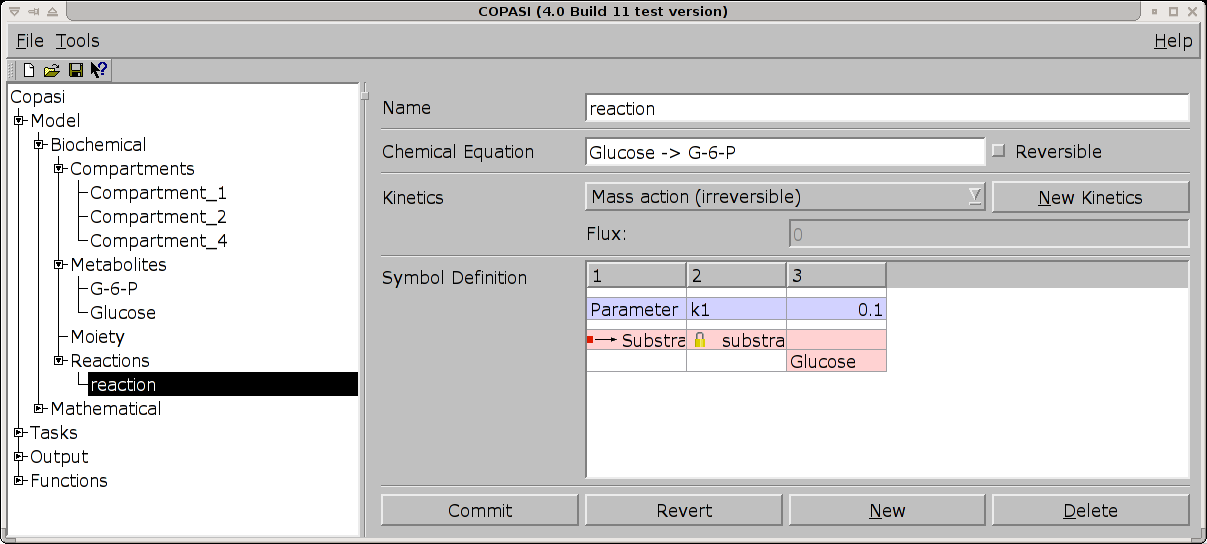 COPASI (4.0 Build 11 test version)
File Tools Help
Copasi
Model
Biochemical
Compartments
Compartment_1
Compartment_2
Compartment_4
Metabolites
G-6-P
Glucose
Moiety
Reactions
reaction
Mathematical
Tasks
Output
Functions
Name reaction
Chemical Equation Glucose -> G-6-P Reversible
Kinetics Mass action (irreversible) New Kinetics
Flux: 0
Symbol Definition 1 2 3
Parameter k1 0.1
Substra substra
Glucose
Commit Revert New Delete